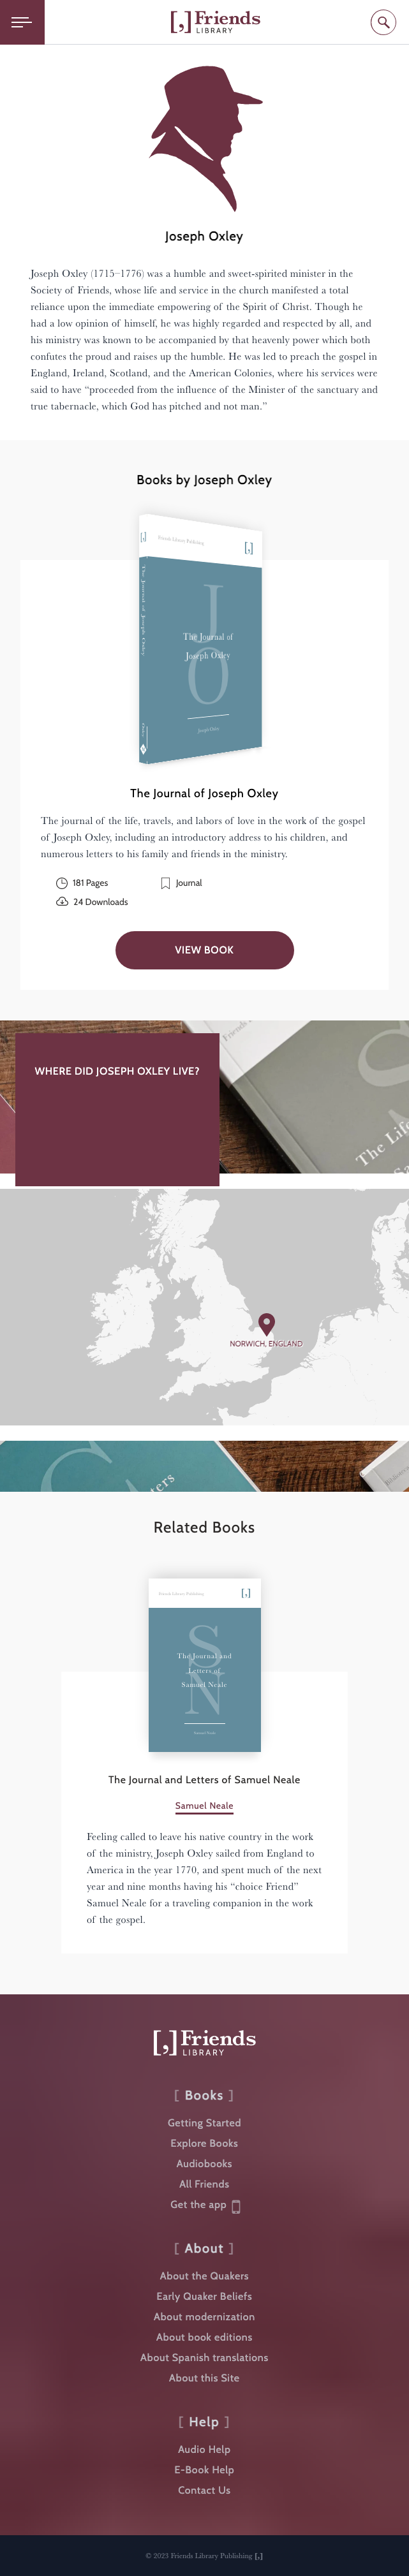 [,] Friends
LIBRARY
Joseph Oxley
Joseph Oxley (1715–1776) was a humble and sweet-spirited minister in the
Society of Friends, whose life and service in the church manifested a total
reliance upon the immediate empowering of the Spirit of Christ. Though he
had a low opinion of himself, he was highly regarded and respected by all, and
his ministry was known to be accompanied by that heavenly power which both
confutes the proud and raises up the humble. He was led to preach the gospel in
England, Ireland, Scotland, and the American Colonies, where his services were
said to have “proceeded from the influence of the Minister of the sanctuary and
true tabernacle, which God has pitched and not man.”
Books by Joseph Oxley
[,]
Friends Library Publishing
[,]
The Journal of Joseph Oxley
JO
The Journal of
Joseph Oxley
Joseph Oxley
The Journal of Joseph Oxley
The journal of the life, travels, and labors of love in the work of the gospel
of Joseph Oxley, including an introductory address to his children, and
numerous letters to his family and friends in the ministry.
181 Pages
Journal
24 Downloads
VIEW BOOK
WHERE DID JOSEPH OXLEY LIVE?
Friends
The Life
NORWICH, ENGLAND
Related Books
Friends Library Publishing
[,]
SN
The Journal and
Letters of
Samuel Neale
Samuel Neale
The Journal and Letters of Samuel Neale
Samuel Neale
Feeling called to leave his native country in the work
of the ministry, Joseph Oxley sailed from England to
America in the year 1770, and spent much of the next
year and nine months having his “choice Friend”
Samuel Neale for a traveling companion in the work
of the gospel.
[,] Friends
LIBRARY
[ Books ]
Getting Started
Explore Books
Audiobooks
All Friends
Get the app
[ About ]
About the Quakers
Early Quaker Beliefs
About modernization
About book editions
About Spanish translations
About this Site
[ Help ]
Audio Help
E-Book Help
Contact Us
© 2023 Friends Library Publishing [,]